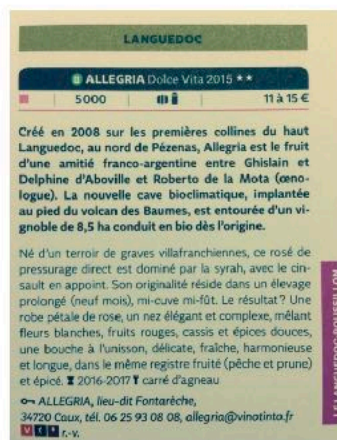 LANGUEDOC
ALLEGRIA Dolce Vita 2015 ★★
5000 11 à 15 €
Créé en 2008 sur les premières collines du haut
Languedoc, au nord de Pézenas, Allegria est le fruit
d'une amitié franco-argentine entre Ghislain et
Delphine d'Aboville et Roberto de la Mota (œno-
logue). La nouvelle cave bioclimatique, implantée
au pied du volcan des Baumes, est entourée d'un vi-
gnoble de 8,5 ha conduit en bio dès l'origine.
Né d'un terroir de graves villafranchiennes, ce rosé de
pressurage direct est dominé par la syrah, avec le cin-
sault en appoint. Son originalité réside dans un élevage
prolongé (neuf mois), mi-cuve mi-fût. Le résultat ? Une
robe pétale de rose, un nez élégant et complexe, mêlant
fleurs blanches, fruits rouges, cassis et épices douces,
une bouche à l'unisson, délicate, fraîche, harmonieuse
et longue, dans le même registre fruité (pêche et prune)
et épicé. 2016-2017 carré d'agneau
ALLEGRIA, lieu-dit Fontarèche,
34720 Caux, tél. 06 25 93 08 08, allegria@vinotinto.fr
r.-v.
LE LANGUEDOC-ROUSSILLON